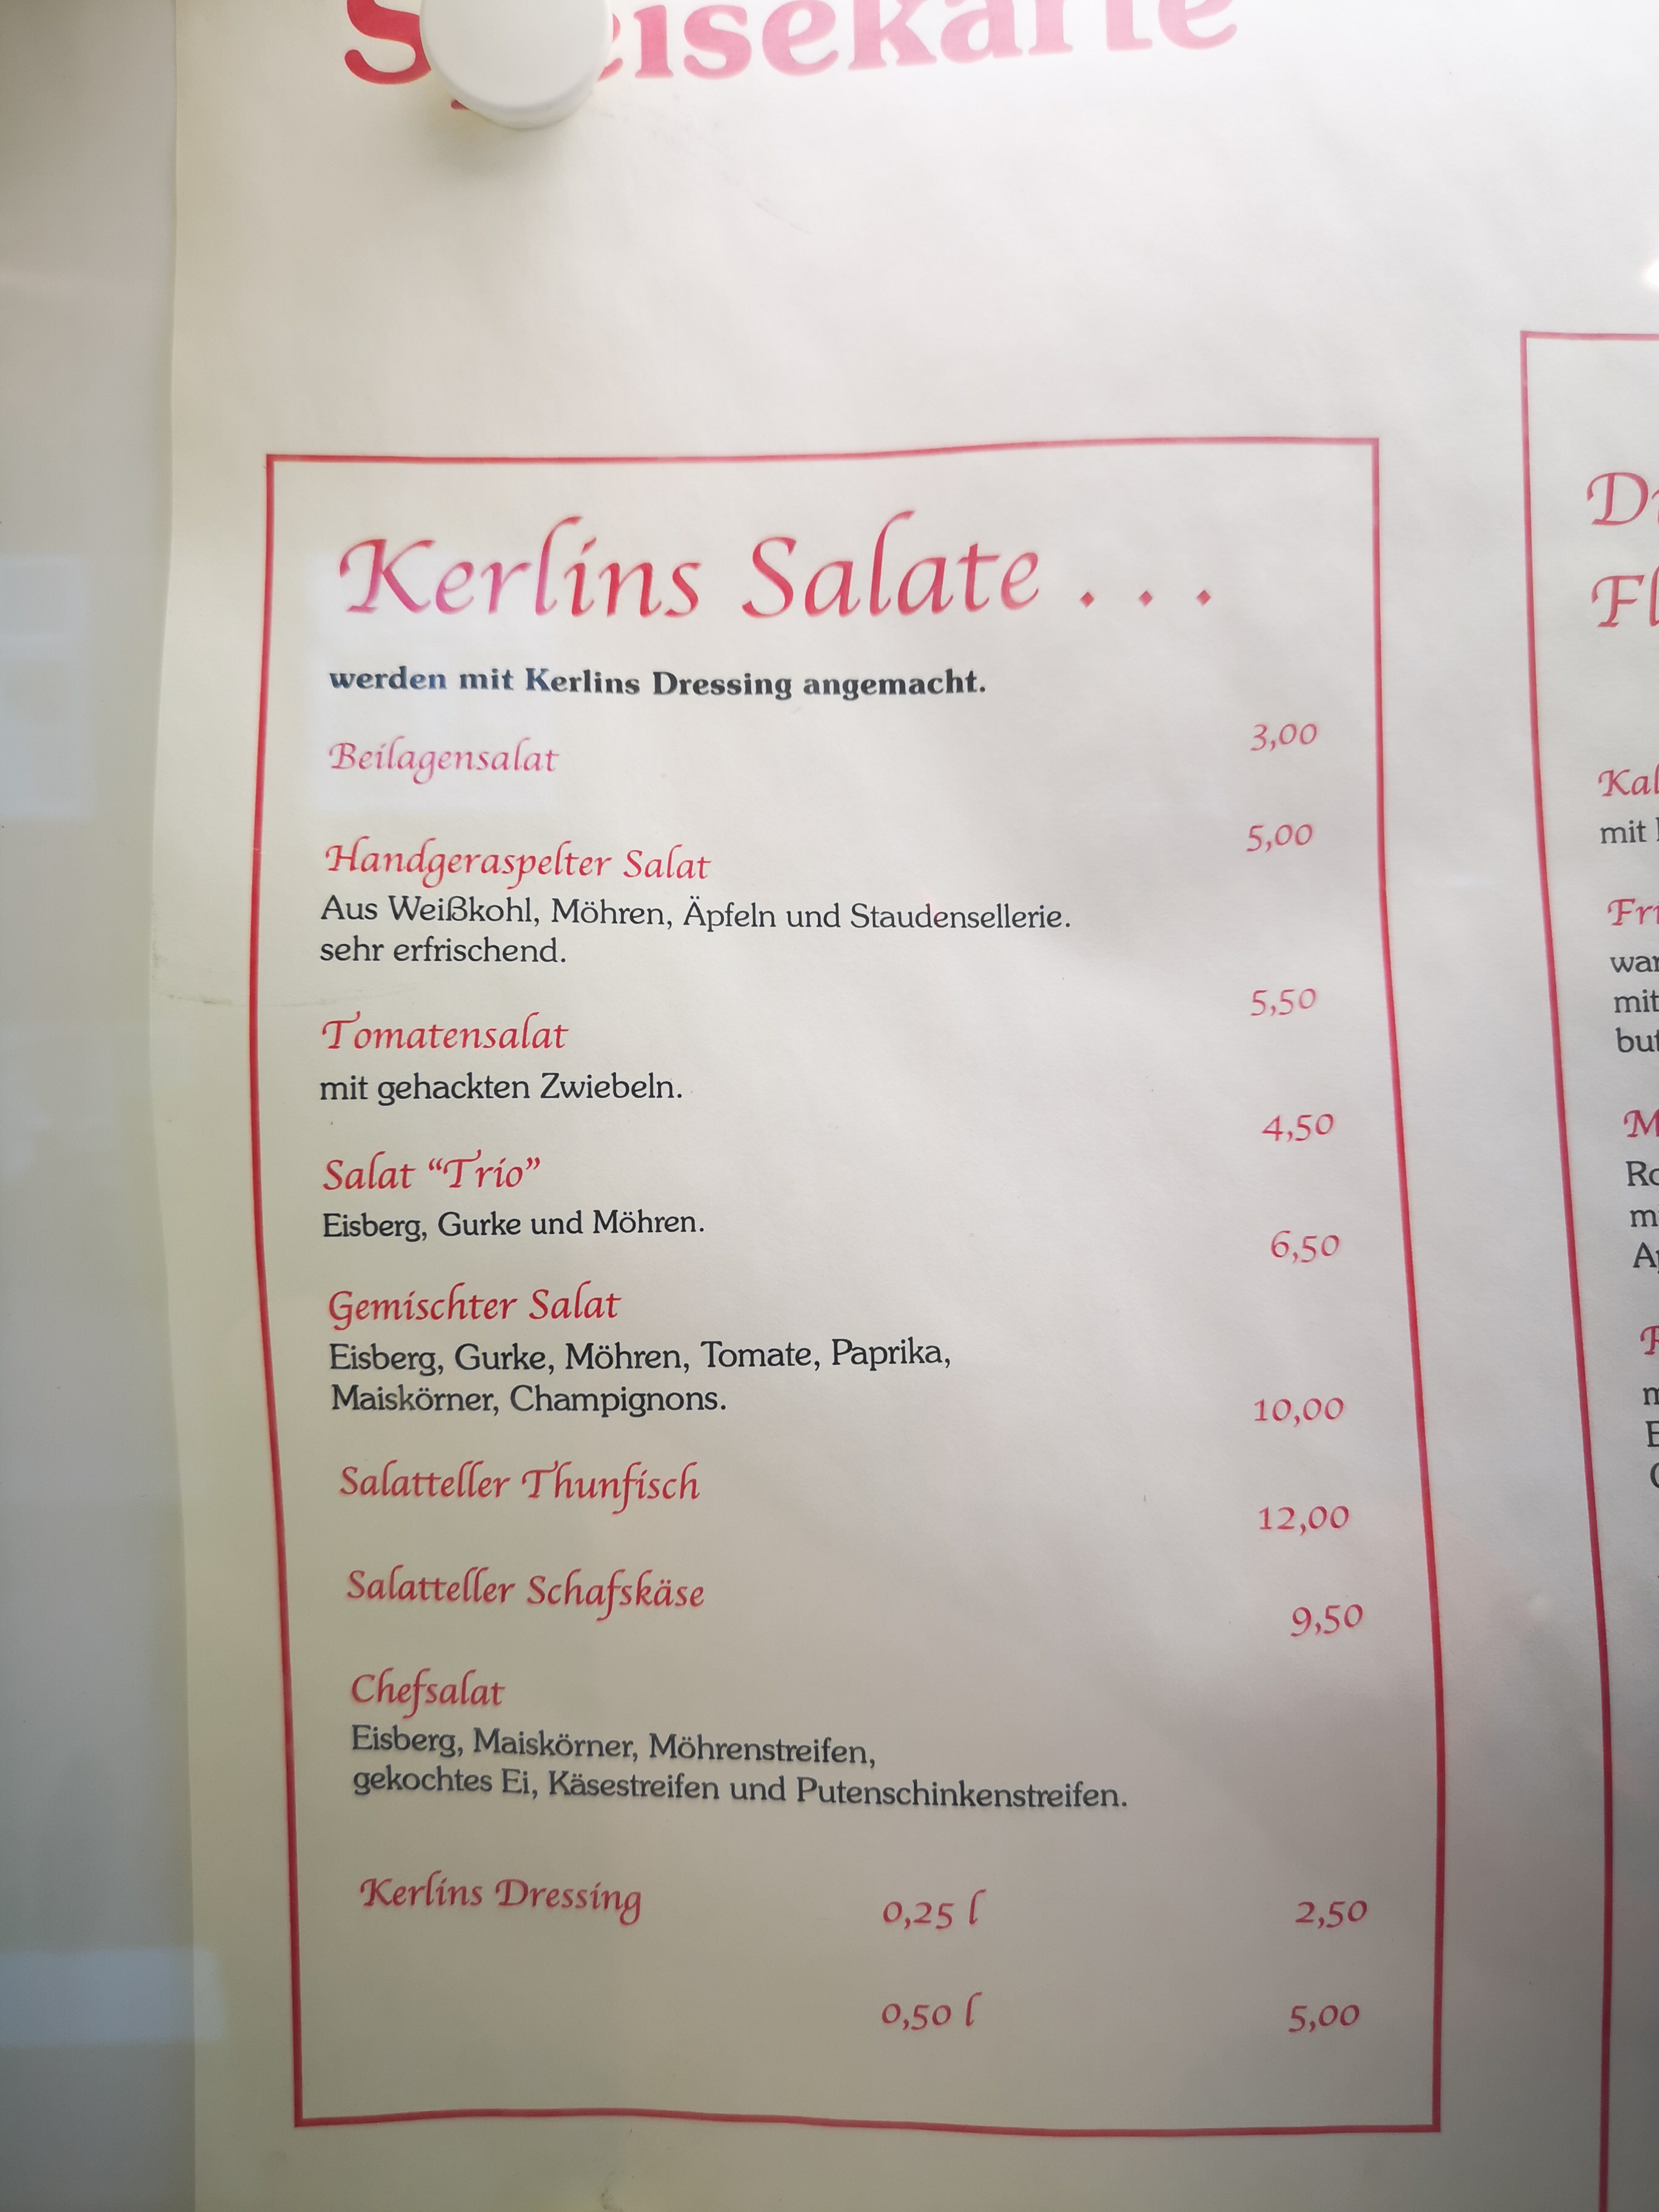 Speisekarte
Kerlins Salate . . .
werden mit Kerlins Dressing angemacht.
Beilagensalat 3,00
Handgeraspelter Salat 5,00
Aus Weißkohl, Möhren, Äpfeln und Staudensellerie.
sehr erfrischend.
Tomatensalat 5,50
mit gehackten Zwiebeln.
Salat “Trio” 4,50
Eisberg, Gurke und Möhren.
Gemischter Salat 6,50
Eisberg, Gurke, Möhren, Tomate, Paprika,
Maiskörner, Champignons.
Salatteller Thunfisch 10,00
Salatteller Schafskäse 12,00
Chefsalat 9,50
Eisberg, Maiskörner, Möhrenstreifen,
gekochtes Ei, Käsestreifen und Putenschinkenstreifen.
Kerlins Dressing 0,25 l 2,50
0,50 l 5,00
mit
mit